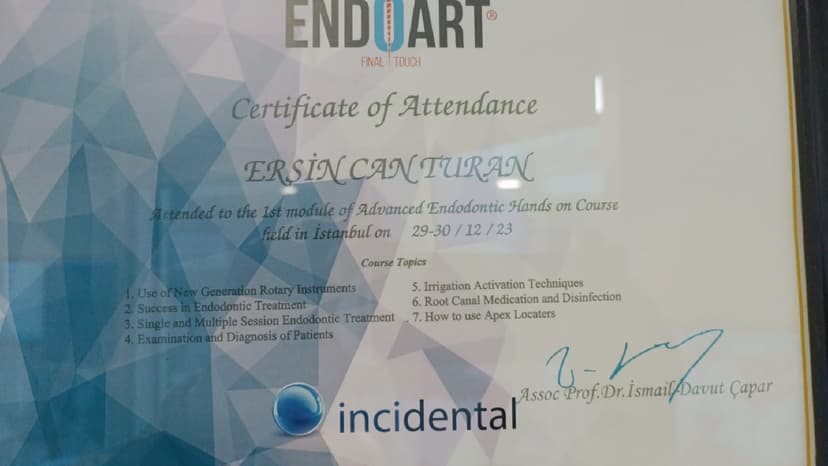 ENDOART®
FINAL TOUCH
Certificate of Attendance
ERSİN CAN TURAN
Attended to the 1st module of Advanced Endodontic Hands on Course
held in İstanbul on 29-30 / 12 / 23
Course Topics
1. Use of New Generation Rotary Instruments
2. Success in Endodontic Treatment
3. Single and Multiple Session Endodontic Treatment
4. Examination and Diagnosis of Patients
5. Irrigation Activation Techniques
6. Root Canal Medication and Disinfection
7. How to use Apex Locaters
Assoc Prof.Dr.İsmail Davut Çapar
incidental